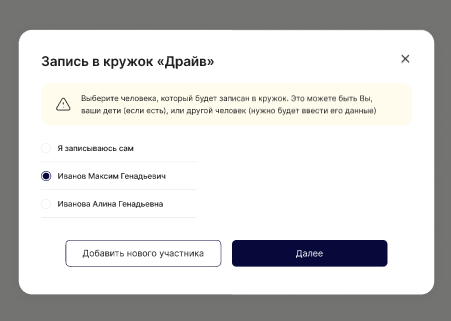 Запись в кружок «Драйв»
Выберите человека, который будет записан в кружок. Это можете быть Вы,
ваши дети (если есть), или другой человек (нужно будет ввести его данные)
Я записываюсь сам
Иванов Максим Генадьевич
Иванова Алина Генадьевна
Добавить нового участника
Далее